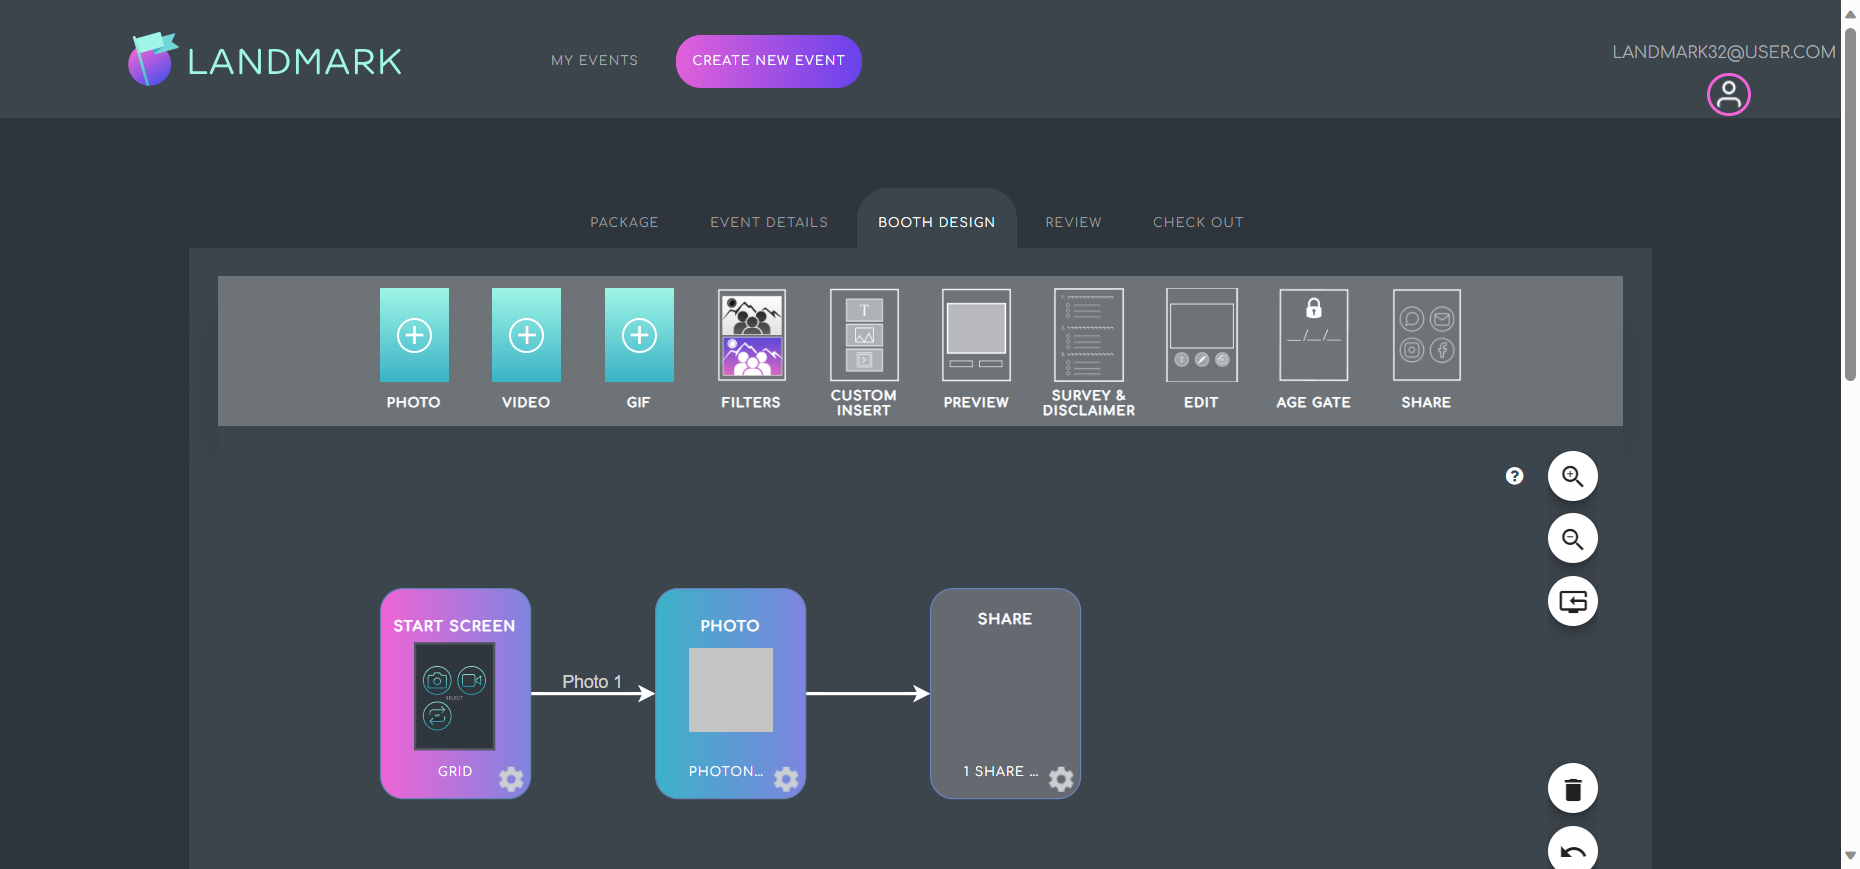 LANDMARK
MY EVENTS
CREATE NEW EVENT
LANDMARK32@USER.COM
PACKAGE
EVENT DETAILS
BOOTH DESIGN
REVIEW
CHECK OUT
PHOTO
VIDEO
GIF
FILTERS
CUSTOM
INSERT
PREVIEW
SURVEY &
DISCLAIMER
EDIT
AGE GATE
SHARE
?
START SCREEN
SELECT
GRID
Photo 1
PHOTO
PHOTON...
SHARE
1 SHARE ...